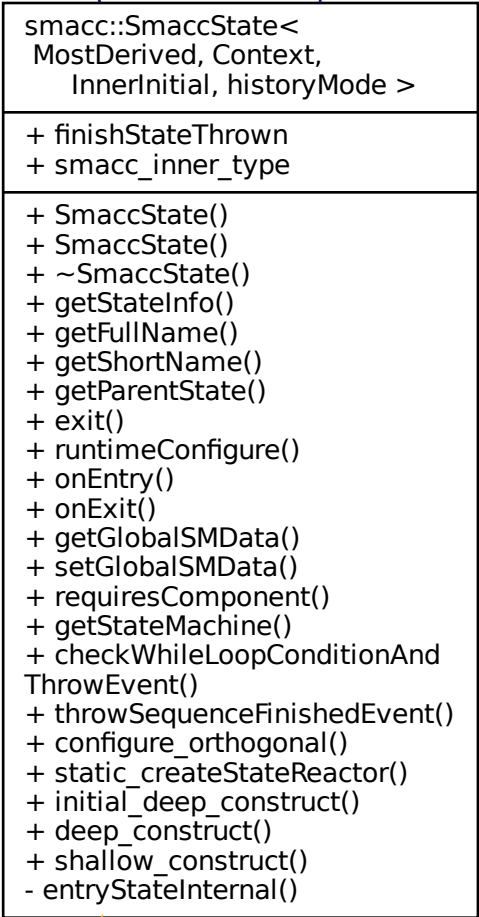 smacc::SmaccState<
MostDerived, Context,
InnerInitial, historyMode >
+ finishStateThrown
+ smacc_inner_type
+ SmaccState()
+ SmaccState()
+ ~SmaccState()
+ getStateInfo()
+ getFullName()
+ getShortName()
+ getParentState()
+ exit()
+ runtimeConfigure()
+ onEntry()
+ onExit()
+ getGlobalSMData()
+ setGlobalSMData()
+ requiresComponent()
+ getStateMachine()
+ checkWhileLoopConditionAnd
ThrowEvent()
+ throwSequenceFinishedEvent()
+ configure_orthogonal()
+ static_createStateReactor()
+ initial_deep_construct()
+ deep_construct()
+ shallow_construct()
- entryStateInternal()